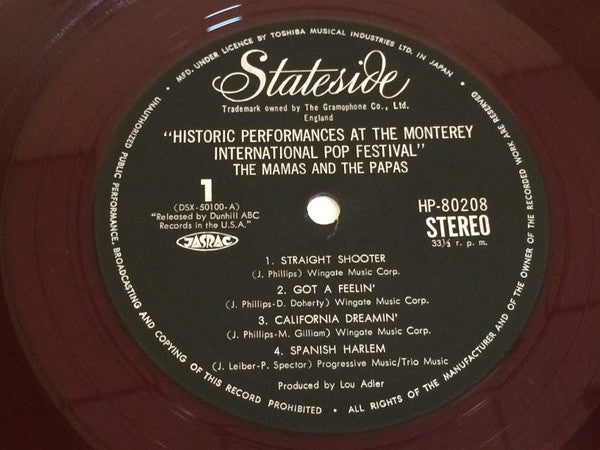 • MFD. UNDER LICENCE BY TOSHIBA MUSICAL INDUSTRIES LTD. IN JAPAN •
UNAUTHORIZED PUBLIC PERFORMANCE, BROADCASTING AND COPYING OF THIS RECORD PROHIBITED • ALL RIGHTS OF THE MANUFACTURER AND OF THE OWNER OF THE RECORDED WORK ARE RESERVED
Stateside
Trademark owned by The Gramophone Co., Ltd.
England
"HISTORIC PERFORMANCES AT THE MONTEREY
INTERNATIONAL POP FESTIVAL"
THE MAMAS AND THE PAPAS
1
(DSX-50100-A)
"Released by Dunhill ABC
Records in the U.S.A."
JASRAC
HP-80208
STEREO
33⅓ r. p. m.
1. STRAIGHT SHOOTER
(J. Phillips) Wingate Music Corp.
2. GOT A FEELIN'
(J. Phillips-D. Doherty) Wingate Music Corp.
3. CALIFORNIA DREAMIN'
(J. Phillips-M. Gilliam) Wingate Music Corp.
4. SPANISH HARLEM
(J. Leiber-P. Spector) Progressive Music/Trio Music
Produced by Lou Adler